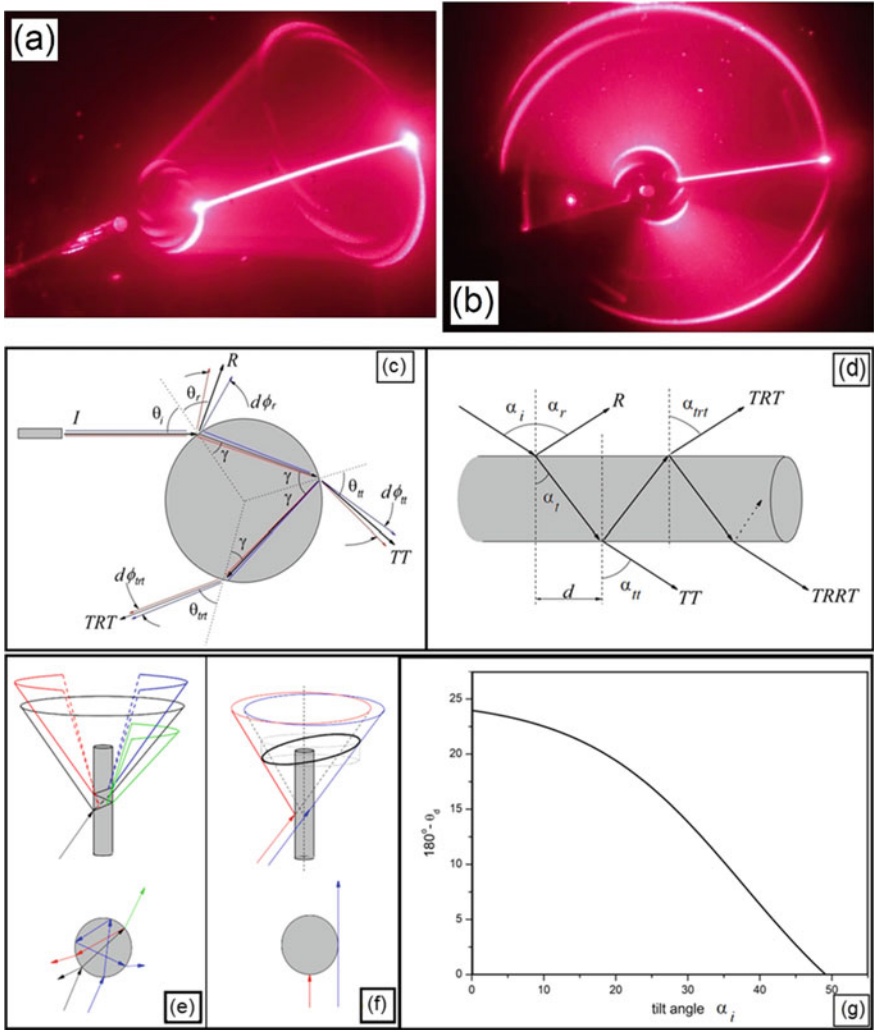 (a)
(b)
(c)
R
θr
θi
dϕr
I
γ
γ
γ
γ
θtt
dϕtt
TT
dϕtrt
TRT
θtrt
(d)
αi
αr
R
αtrt
TRT
αt
d
αtt
TT
TRRT
(e)
(f)
(g)
180°- θd
25
20
15
10
5
0
0
10
20
30
40
50
tilt angle αi